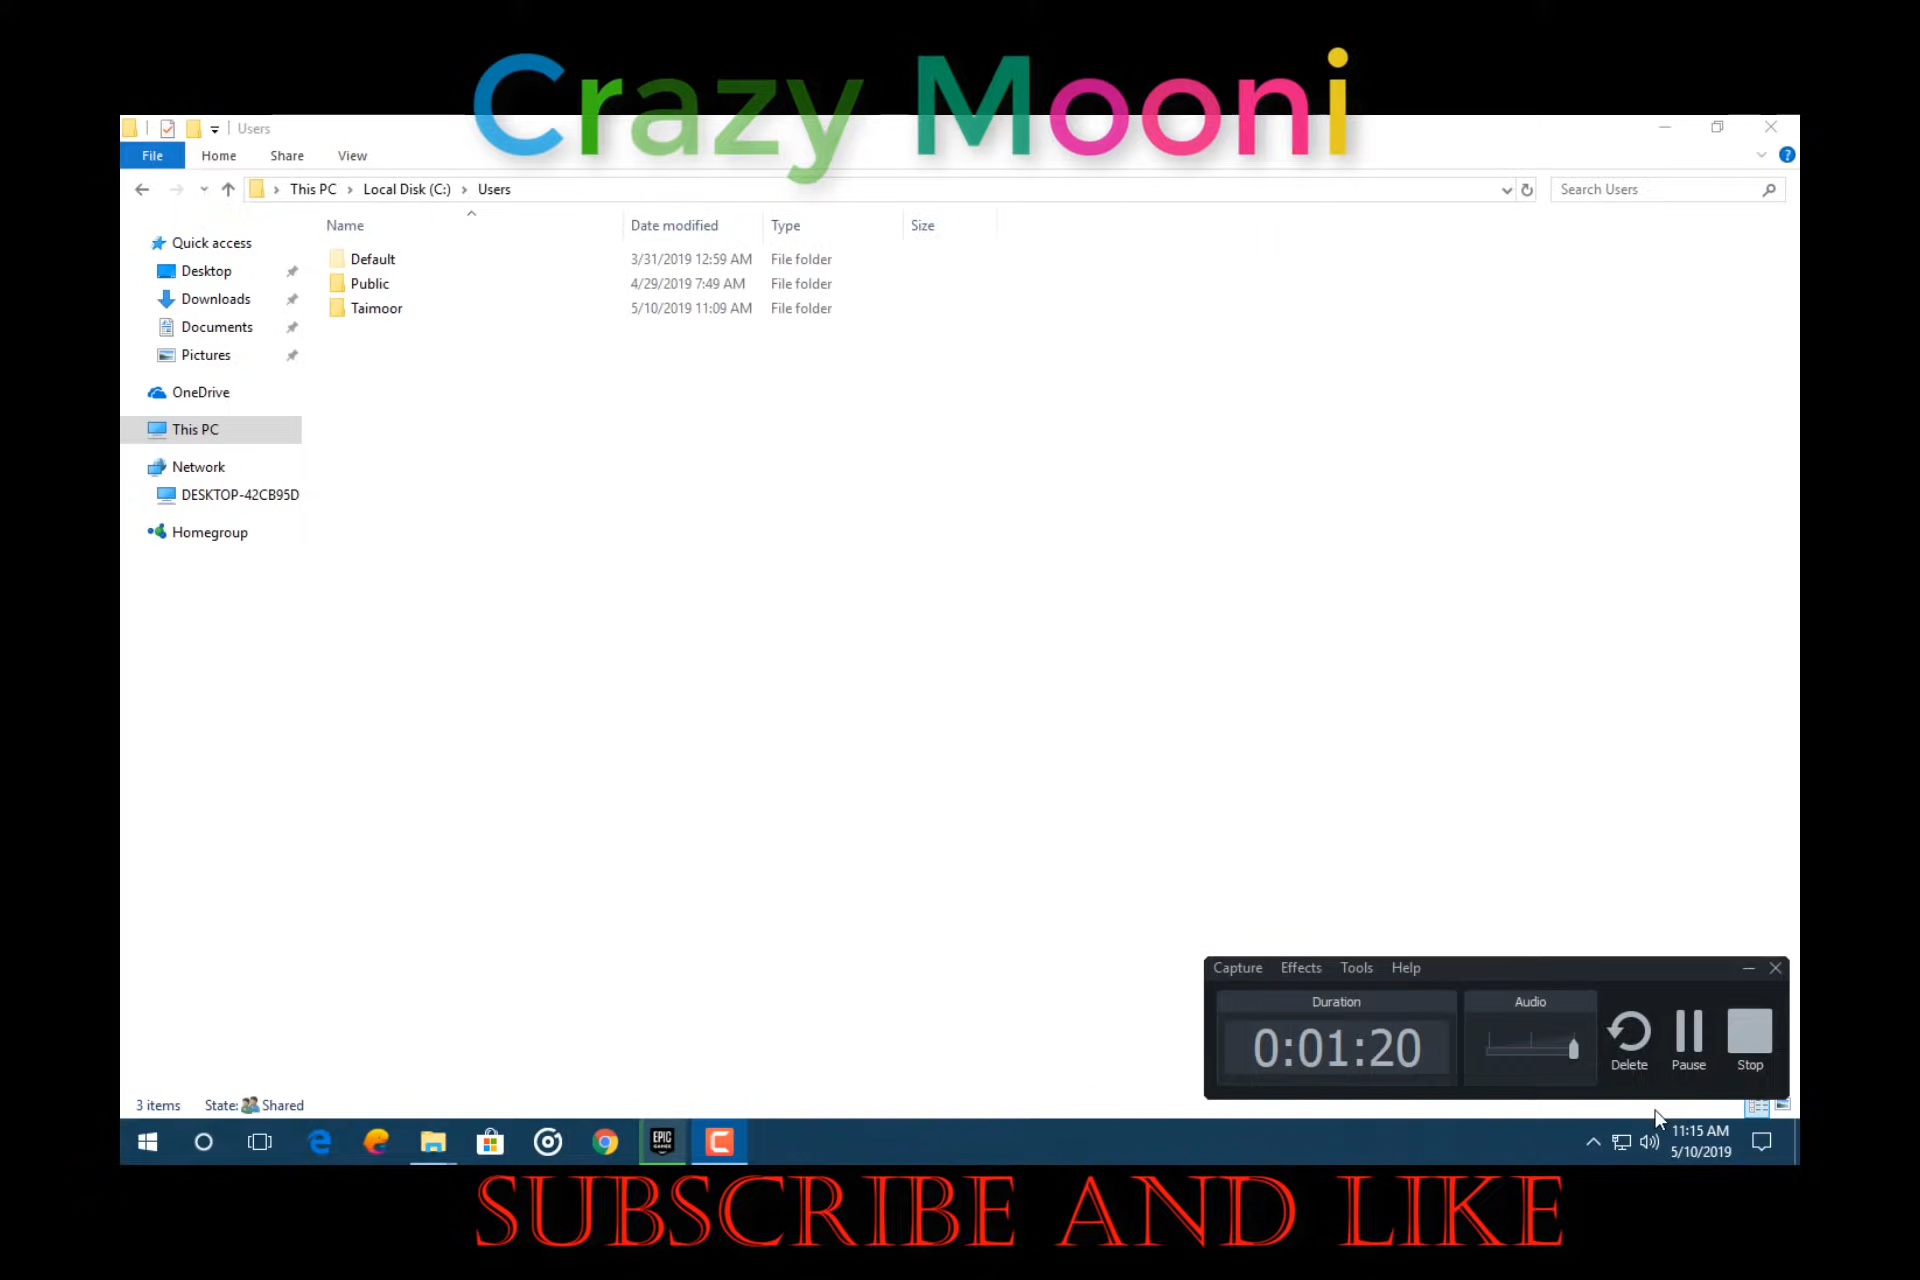 Crazy Mooni
Users
File Home Share View
This PC Local Disk (C:) Users
Search Users
Name Date modified Type Size
Quick access
Desktop
Downloads
Documents
Pictures
OneDrive
This PC
Network
DESKTOP-42CB95D
Homegroup
Default 3/31/2019 12:59 AM File folder
Public 4/29/2019 7:49 AM File folder
Taimoor 5/10/2019 11:09 AM File folder
Capture Effects Tools Help
Duration Audio
0:01:20
Delete Pause Stop
3 items State: Shared
EPIC GAMES
11:15 AM
5/10/2019
SUBSCRIBE AND LIKE